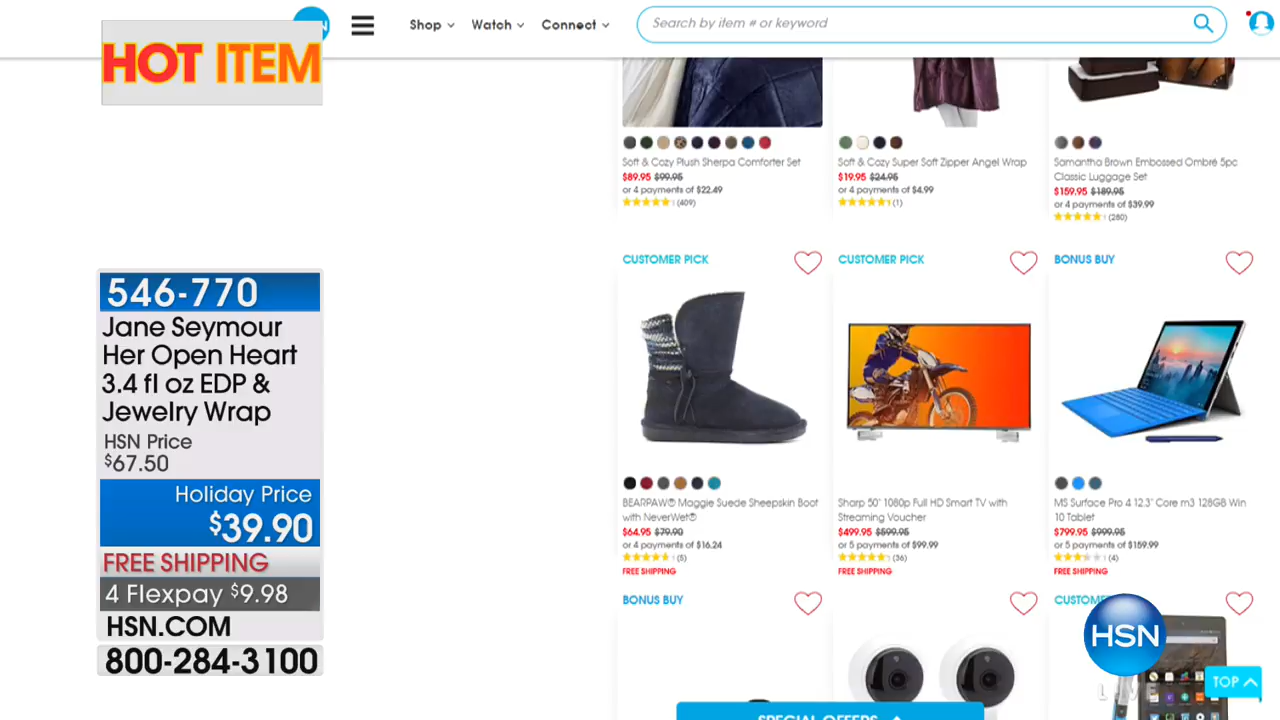 Shop
Watch
Connect
Search by item # or keyword
HOT ITEM
546-770
Jane Seymour
Her Open Heart
3.4 fl oz EDP &
Jewelry Wrap
HSN Price
$67.50
Holiday Price
$39.90
FREE SHIPPING
4 Flexpay $9.98
HSN.COM
800-284-3100
Soft & Cozy Plush Sherpa Comforter Set
$89.95 $99.95
or 4 payments of $22.49
(409)
Soft & Cozy Super Soft Zipper Angel Wrap
$19.95 $24.95
or 4 payments of $4.99
(1)
Samantha Brown Embossed Ombré 5pc
Classic Luggage Set
$159.95 $189.95
or 4 payments of $39.99
(280)
CUSTOMER PICK
BEARPAW® Maggie Suede Sheepskin Boot
with NeverWet®
$64.95 $79.90
or 4 payments of $16.24
(5)
FREE SHIPPING
CUSTOMER PICK
Sharp 50" 1080p Full HD Smart TV with
Streaming Voucher
$499.95 $599.95
or 5 payments of $99.99
(36)
FREE SHIPPING
BONUS BUY
MS Surface Pro 4 12.3" Core m3 128GB Win
10 Tablet
$799.95 $999.95
or 5 payments of $159.99
(4)
FREE SHIPPING
BONUS BUY
HSN
LIVE
TOP
SPECIAL OFFERS